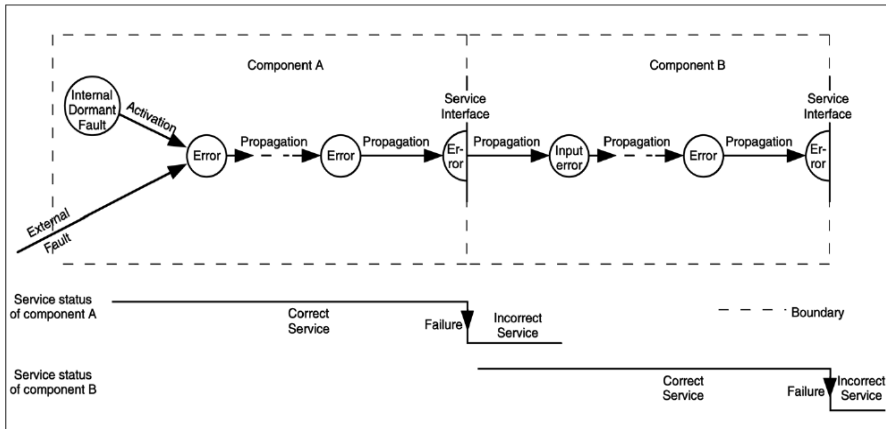 Component A
Component B
Internal
Dormant
Fault
Activation
Service
Interface
Service
Interface
Error
Propagation
Error
Propagation
Er-
ror
Propagation
Input
error
Propagation
Error
Propagation
Er-
ror
External
Fault
Service status
of component A
Correct
Service
Failure
Incorrect
Service
Boundary
Service status
of component B
Correct
Service
Failure
Incorrect
Service